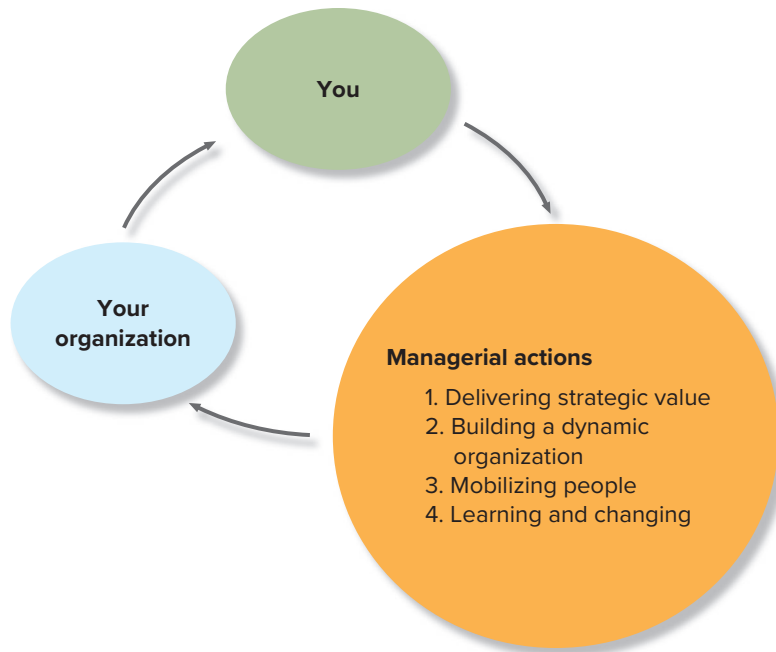 You
Your
organization
Managerial actions
1. Delivering strategic value
2. Building a dynamic
organization
3. Mobilizing people
4. Learning and changing